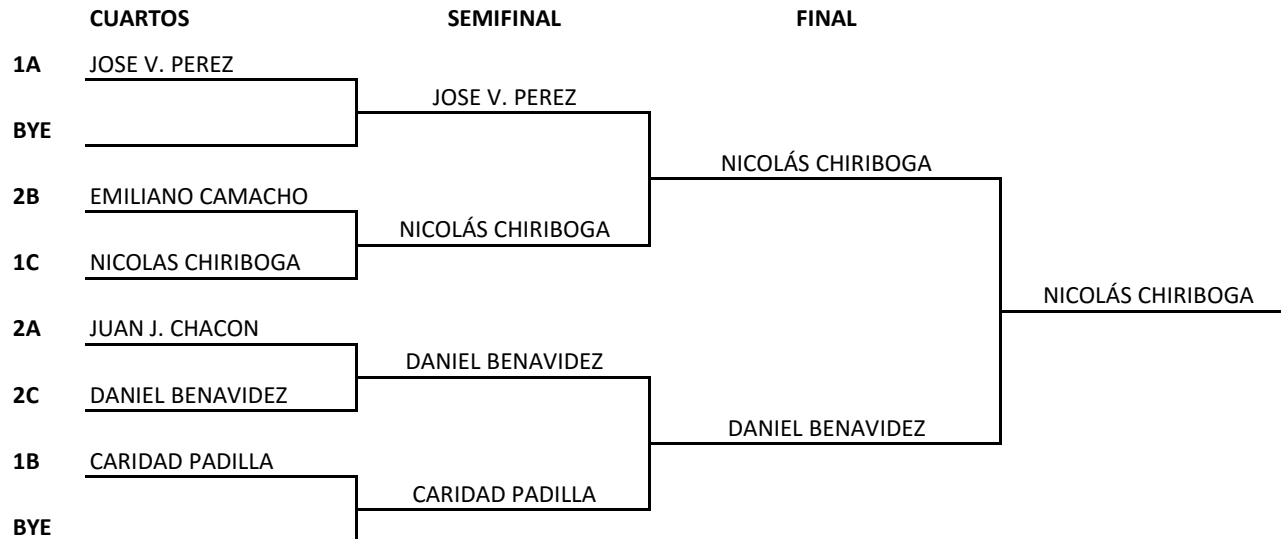 CUARTOS SEMIFINAL FINAL
1A JOSE V. PEREZ
JOSE V. PEREZ
BYE
NICOLÁS CHIRIBOGA
2B EMILIANO CAMACHO
NICOLÁS CHIRIBOGA
1C NICOLAS CHIRIBOGA
NICOLÁS CHIRIBOGA
2A JUAN J. CHACON
DANIEL BENAVIDEZ
2C DANIEL BENAVIDEZ
DANIEL BENAVIDEZ
1B CARIDAD PADILLA
CARIDAD PADILLA
BYE